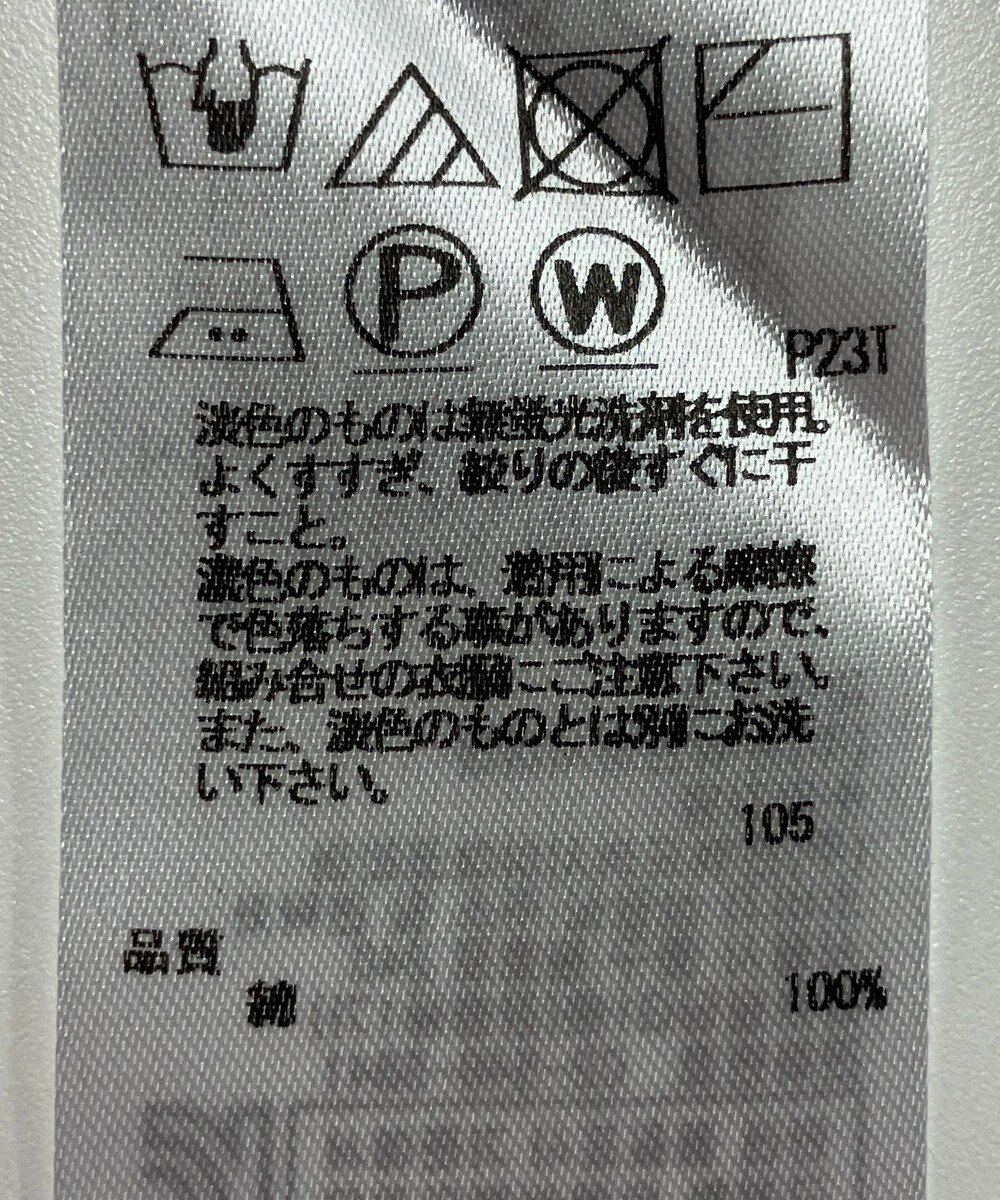 P
W
P23T
淡色のものは無蛍光洗剤を使用。
よくすすぎ、絞りの後すぐに干
すこと。
濃色のものは、着用による摩擦
で色落ちする事がありますので、
組み合せの衣類にご注意下さい。
また、淡色のものとは別にお洗
い下さい。
105
品質
100%